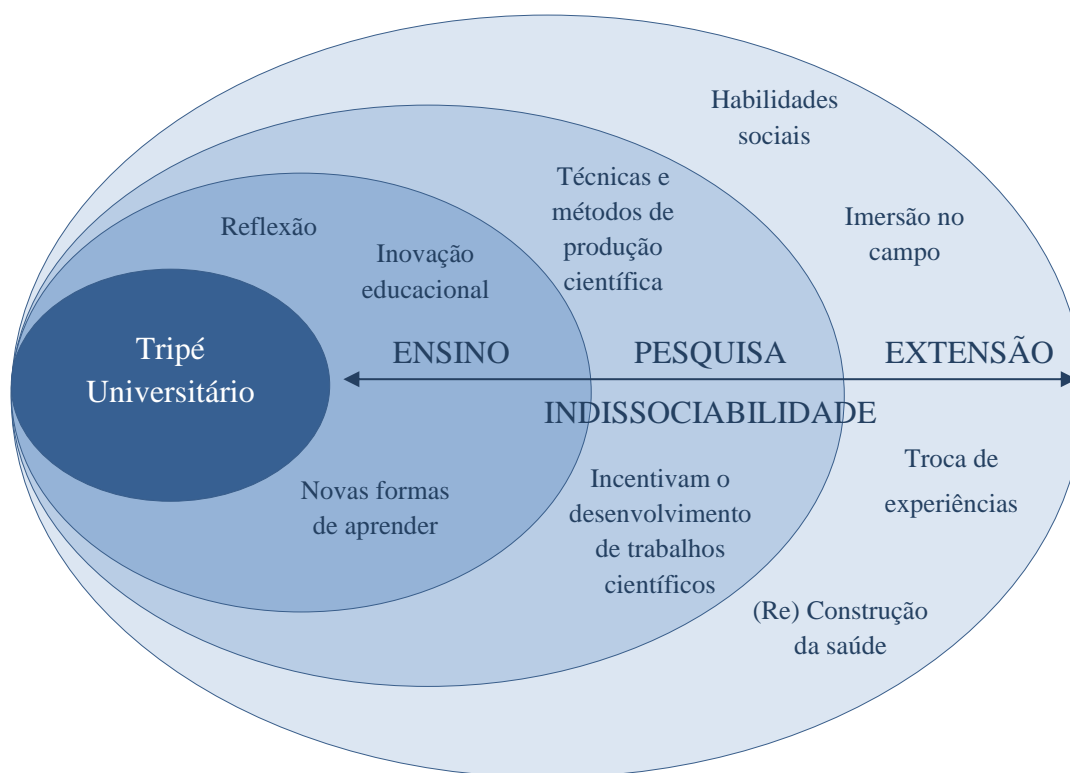 Tripé
Universitário
Reflexão
Inovação
educacional
ENSINO
Novas formas
de aprender
Técnicas e
métodos de
produção
científica
PESQUISA
INDISSOCIABILIDADE
Incentivam o
desenvolvimento
de trabalhos
científicos
Habilidades
sociais
Imersão no
campo
EXTENSÃO
Troca de
experiências
(Re) Construção
da saúde